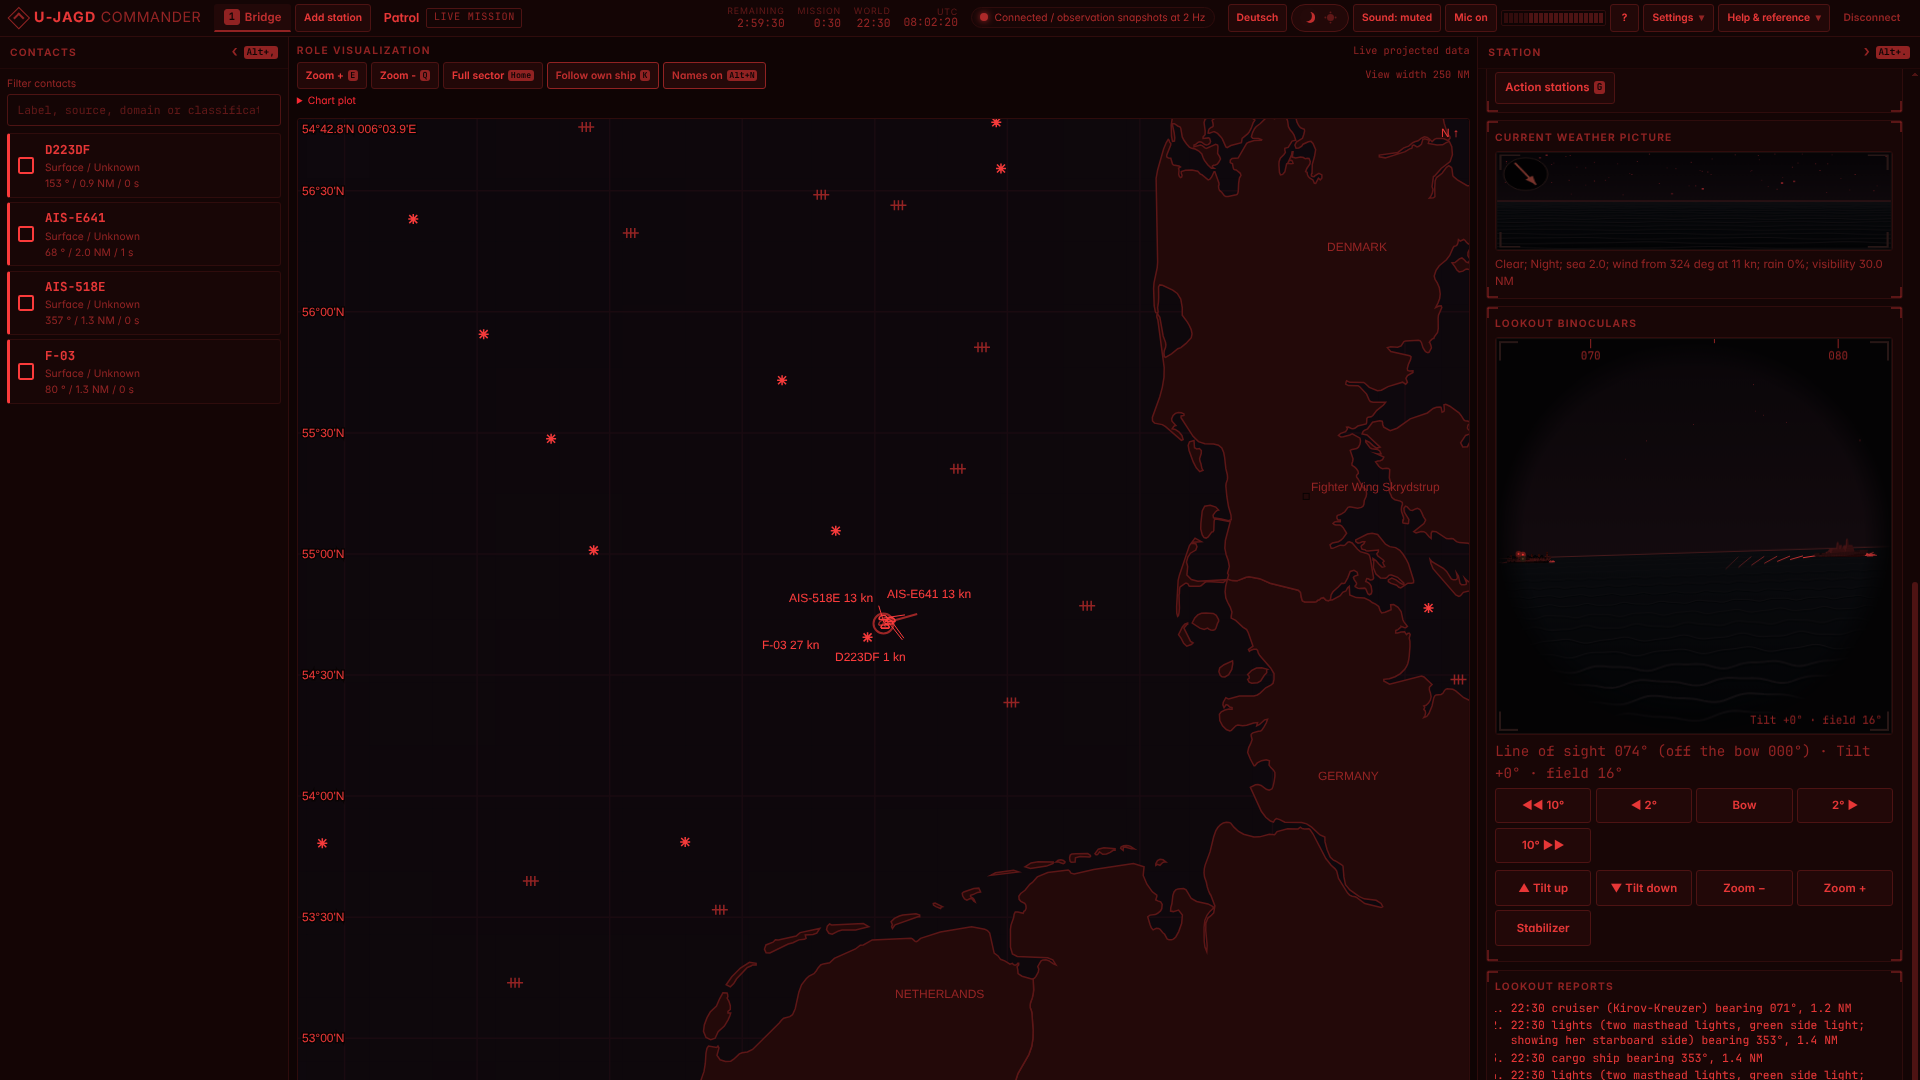 U-JAGD COMMANDER
1 Bridge
Add station
Patrol
LIVE MISSION
REMAINING
2:59:30
MISSION
0:30
WORLD
22:30
UTC
08:02:20
Connected / observation snapshots at 2 Hz
Deutsch
Sound: muted
Mic on
?
Settings ▾
Help & reference ▾
Disconnect
CONTACTS
Alt+,
Filter contacts
Label, source, domain or classificat
D223DF
Surface / Unknown
153 ° / 0.9 NM / 0 s
AIS-E641
Surface / Unknown
68 ° / 2.0 NM / 1 s
AIS-518E
Surface / Unknown
357 ° / 1.3 NM / 0 s
F-03
Surface / Unknown
80 ° / 1.3 NM / 0 s
ROLE VISUALIZATION
Live projected data
Zoom + E
Zoom - Q
Full sector Home
Follow own ship K
Names on Alt+N
View width 250 NM
Chart plot
54°42.8'N 006°03.9'E
N ↑
56°30'N
56°00'N
55°30'N
55°00'N
54°30'N
54°00'N
53°30'N
53°00'N
DENMARK
Fighter Wing Skrydstrup
AIS-518E 13 kn
AIS-E641 13 kn
F-03 27 kn
D223DF 1 kn
GERMANY
NETHERLANDS
STATION
Alt+.
Action stations G
CURRENT WEATHER PICTURE
Clear; Night; sea 2.0; wind from 324 deg at 11 kn; rain 0%; visibility 30.0
NM
LOOKOUT BINOCULARS
070
080
Tilt +0° · field 16°
Line of sight 074° (off the bow 000°) · Tilt
+0° · field 16°
◀◀ 10°
◀ 2°
Bow
2° ▶
10° ▶▶
▲ Tilt up
▼ Tilt down
Zoom −
Zoom +
Stabilizer
LOOKOUT REPORTS
22:30 cruiser (Kirov-Kreuzer) bearing 071°, 1.2 NM
22:30 lights (two masthead lights, green side light;
showing her starboard side) bearing 353°, 1.4 NM
22:30 cargo ship bearing 353°, 1.4 NM
22:30 lights (two masthead lights, green side light;